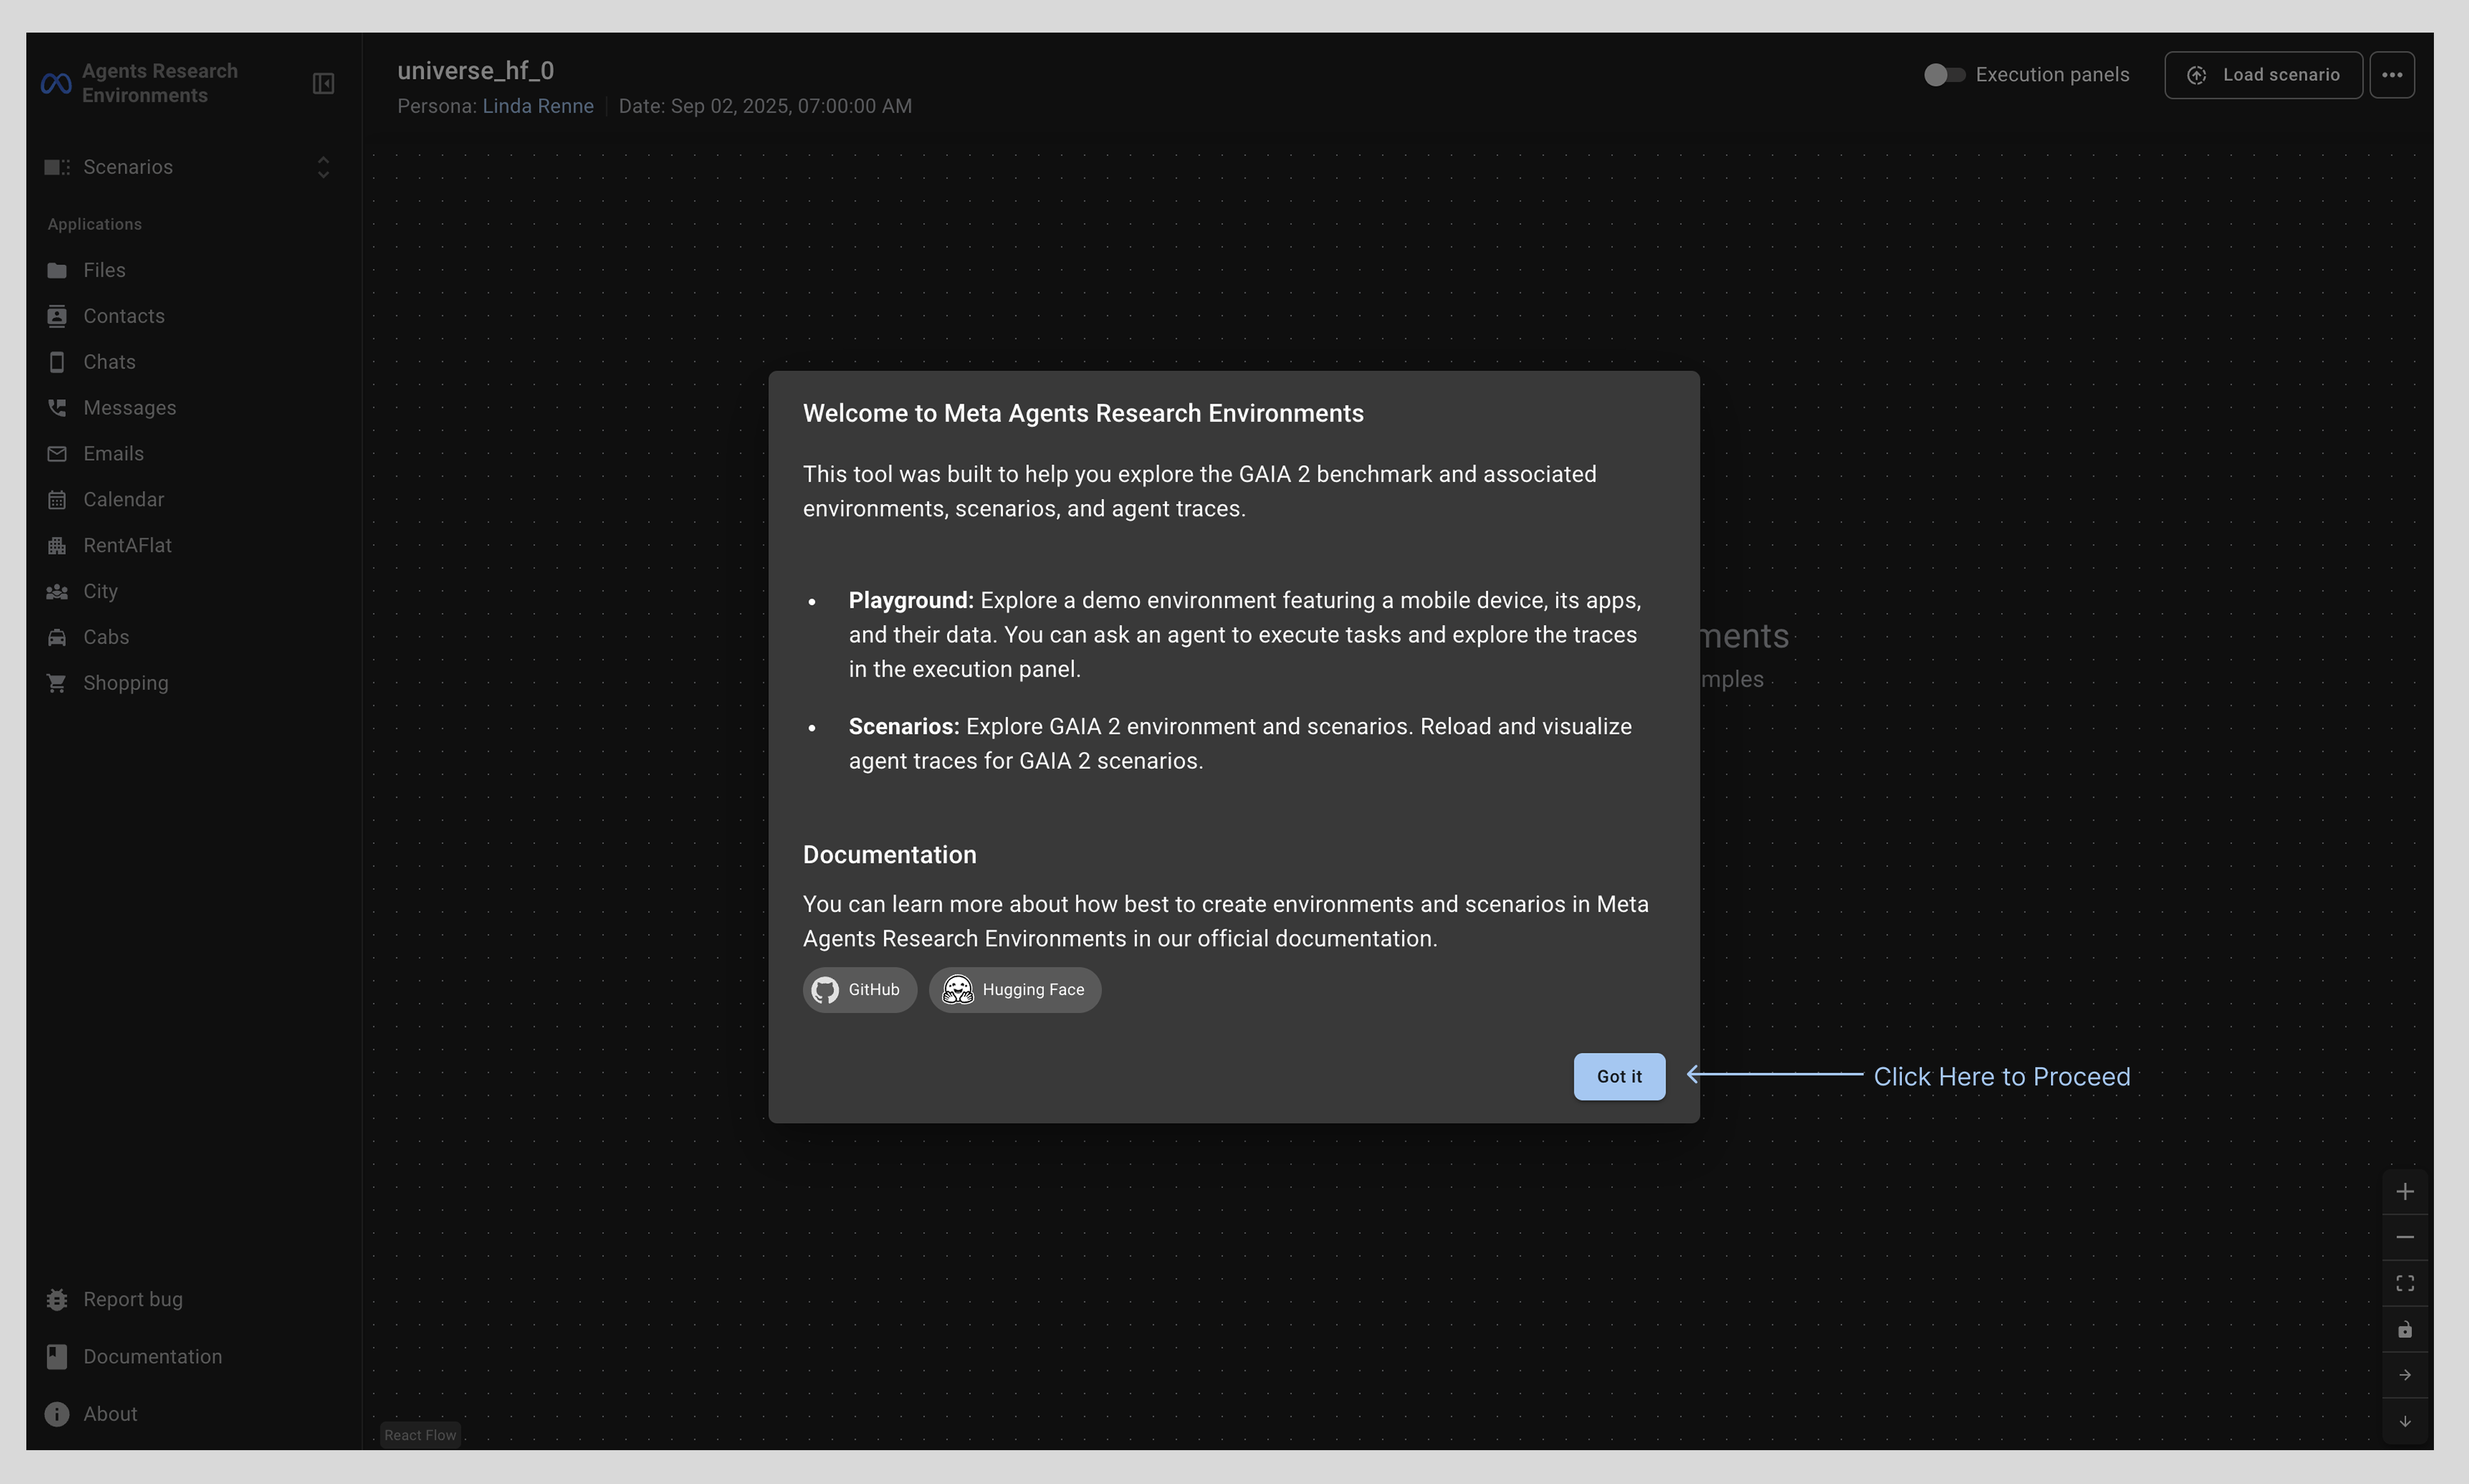 Agents Research
Environments
Scenarios
Applications
Files
Contacts
Chats
Messages
Emails
Calendar
RentAFlat
City
Cabs
Shopping
Report bug
Documentation
About
universe_hf_0
Persona: Linda Renne
Date: Sep 02, 2025, 07:00:00 AM
Execution panels
Load scenario
Welcome to Meta Agents Research Environments
This tool was built to help you explore the GAIA 2 benchmark and associated
environments, scenarios, and agent traces.
• Playground: Explore a demo environment featuring a mobile device, its apps,
and their data. You can ask an agent to execute tasks and explore the traces
in the execution panel.
• Scenarios: Explore GAIA 2 environment and scenarios. Reload and visualize
agent traces for GAIA 2 scenarios.
ments
mples
Documentation
You can learn more about how best to create environments and scenarios in Meta
Agents Research Environments in our official documentation.
GitHub
Hugging Face
Got it
Click Here to Proceed
React Flow